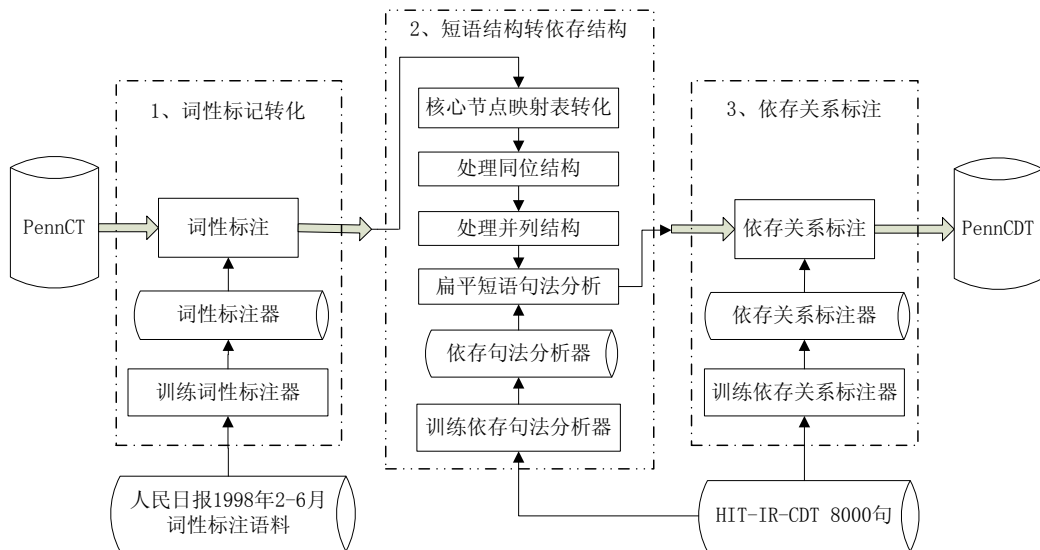 2、短语结构转依存结构
1、词性标记转化
核心节点映射表转化
3、依存关系标注
处理同位结构
PennCT
词性标注
处理并列结构
依存关系标注
PennCDT
扁平短语句法分析
词性标注器
依存句法分析器
依存关系标注器
训练词性标注器
训练依存句法分析器
训练依存关系标注器
人民日报1998年2-6月
词性标注语料
HIT-IR-CDT 8000句